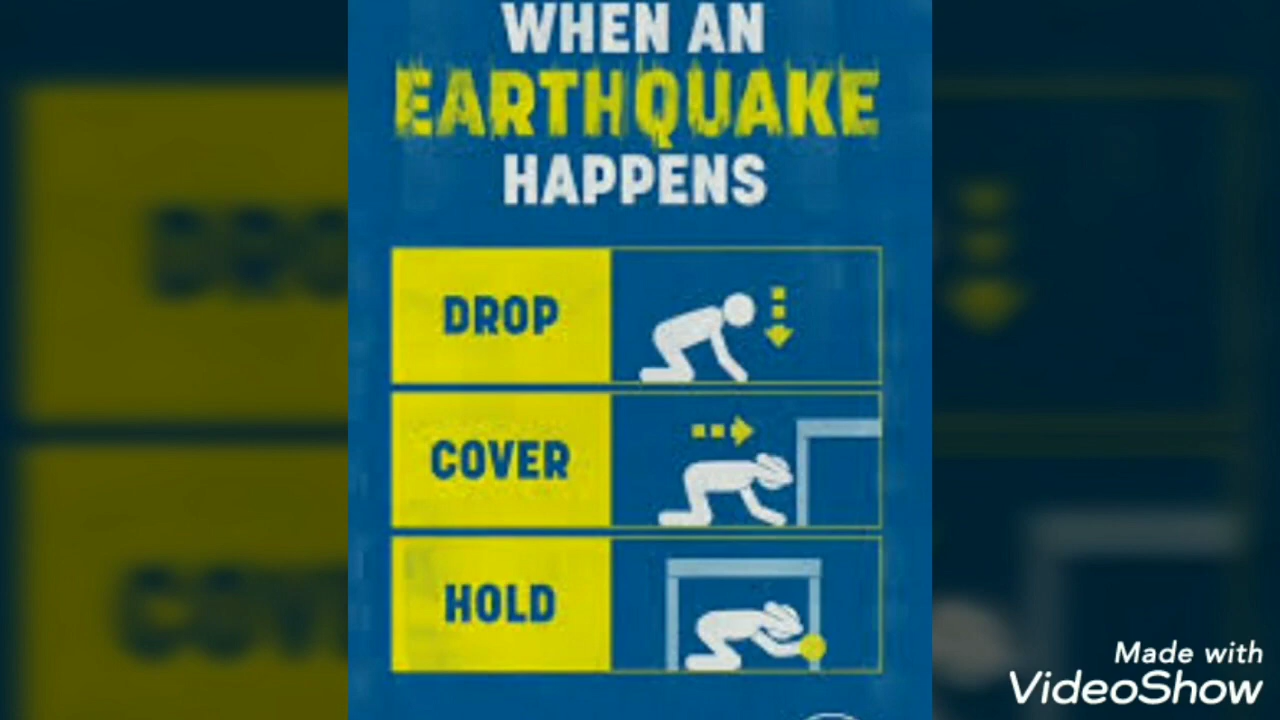 WHEN AN
EARTHQUAKE
HAPPENS
DROP
COVER
HOLD
Made with
VideoShow